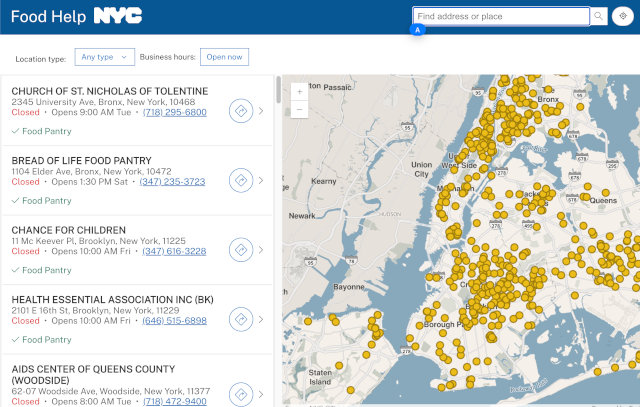 Food Help NYC
Find address or place
A
Location type:
Any type
Business hours:
Open now
CHURCH OF ST. NICHOLAS OF TOLENTINE
2345 University Ave, Bronx, New York, 10468
Closed • Opens 9:00 AM Tue • (718) 295-6800
Food Pantry
BREAD OF LIFE FOOD PANTRY
1104 Elder Ave, Bronx, New York, 10472
Closed • Opens 1:30 PM Sat • (347) 235-3723
Food Pantry
CHANCE FOR CHILDREN
11 Mc Keever Pl, Brooklyn, New York, 11225
Closed • Opens 10:00 AM Fri • (347) 616-3228
Food Pantry
HEALTH ESSENTIAL ASSOCIATION INC (BK)
2101 E 16th St, Brooklyn, New York, 11229
Closed • Opens 10:00 AM Fri • (646) 515-6898
Food Pantry
AIDS CENTER OF QUEENS COUNTY
(WOODSIDE)
62-07 Woodside Ave, Woodside, New York, 11377
Closed • Opens 8:00 AM Tue • (718) 472-9400
+
−
Passaic
Bronx
95
Union
City
West Side
Kearny
678
Queens
Newark
HUDSON
678
495
95
78
Bayonne
Borough
278
Staten
Island